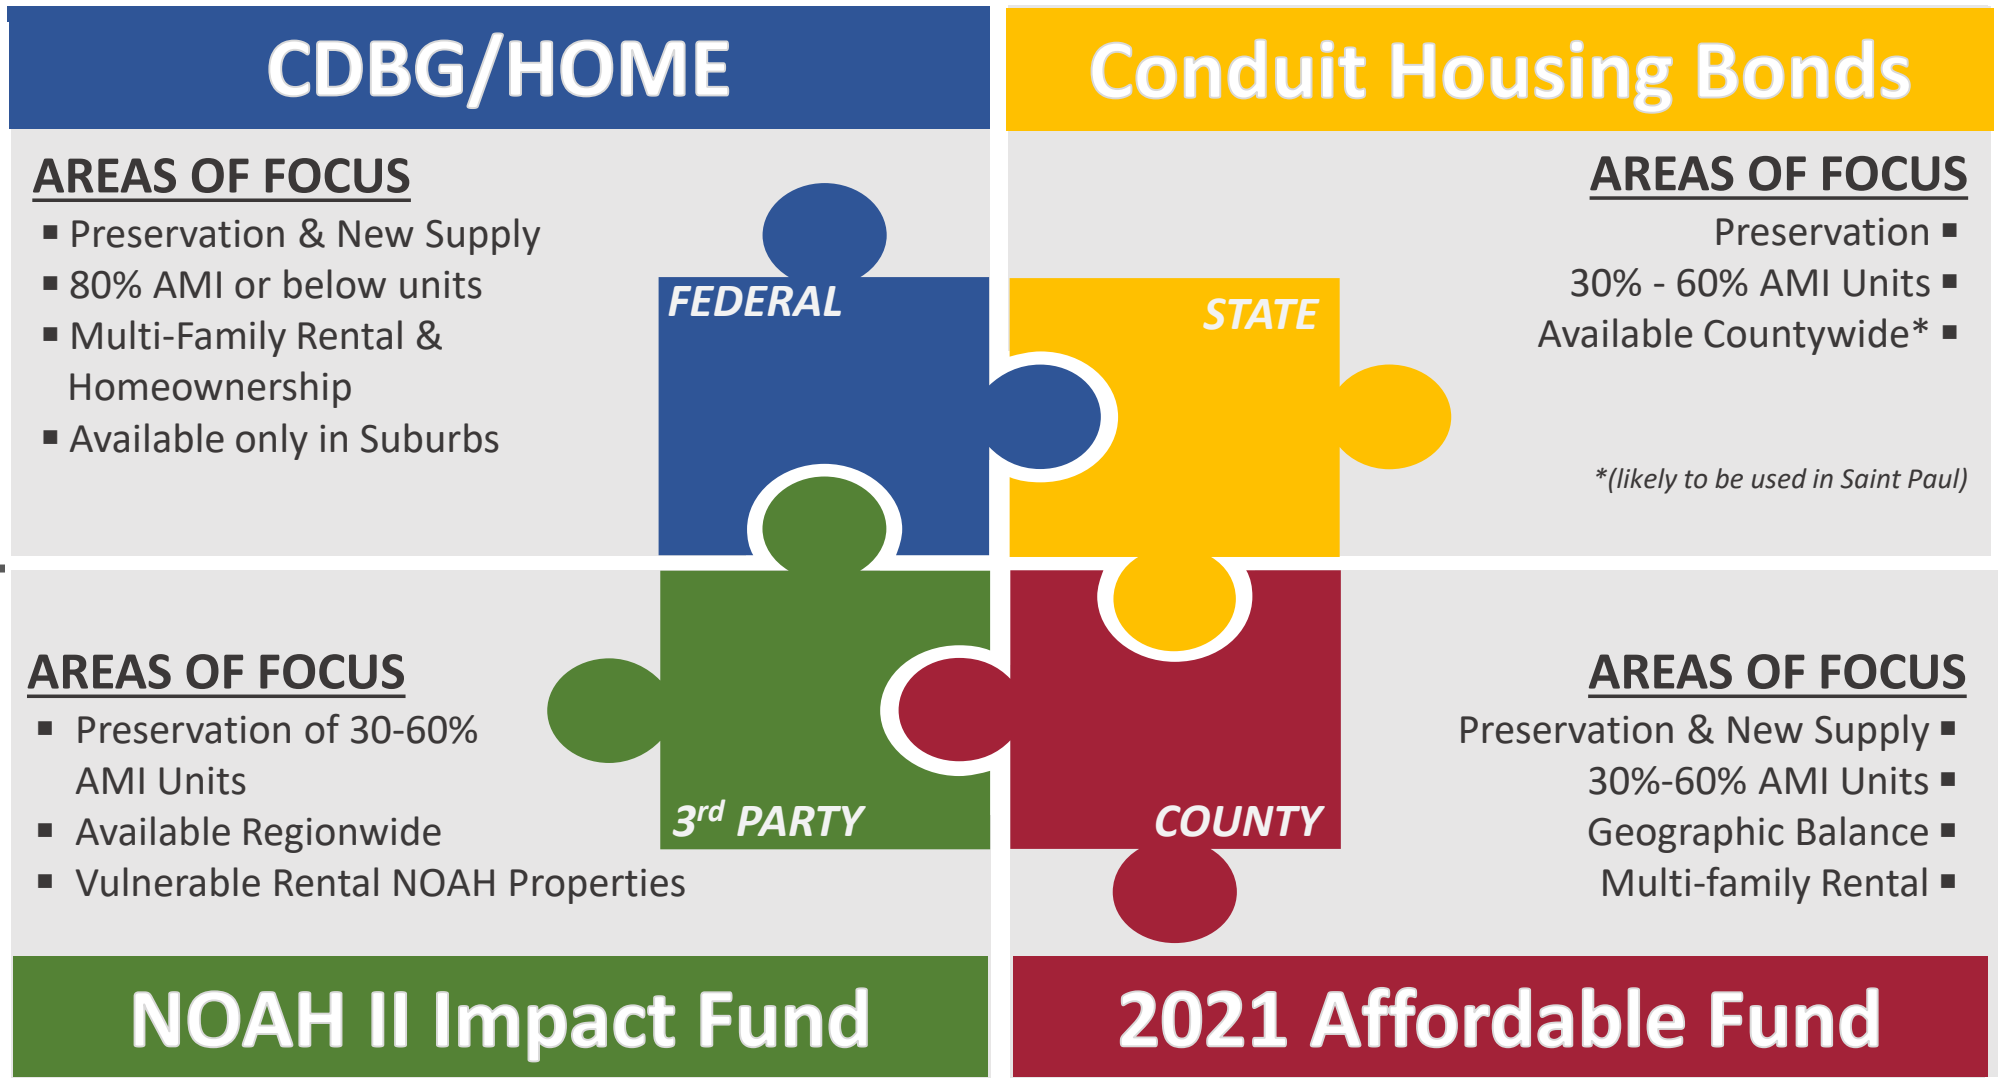 CDBG/HOME
AREAS OF FOCUS
▪ Preservation & New Supply
▪ 80% AMI or below units
▪ Multi-Family Rental &
Homeownership
▪ Available only in Suburbs
FEDERAL
Conduit Housing Bonds
AREAS OF FOCUS
Preservation ▪
30% - 60% AMI Units ▪
Available Countywide* ▪
*(likely to be used in Saint Paul)
STATE
AREAS OF FOCUS
▪ Preservation of 30-60%
AMI Units
▪ Available Regionwide
▪ Vulnerable Rental NOAH Properties
3rd PARTY
NOAH II Impact Fund
AREAS OF FOCUS
Preservation & New Supply ▪
30%-60% AMI Units ▪
Geographic Balance ▪
Multi-family Rental ▪
COUNTY
2021 Affordable Fund